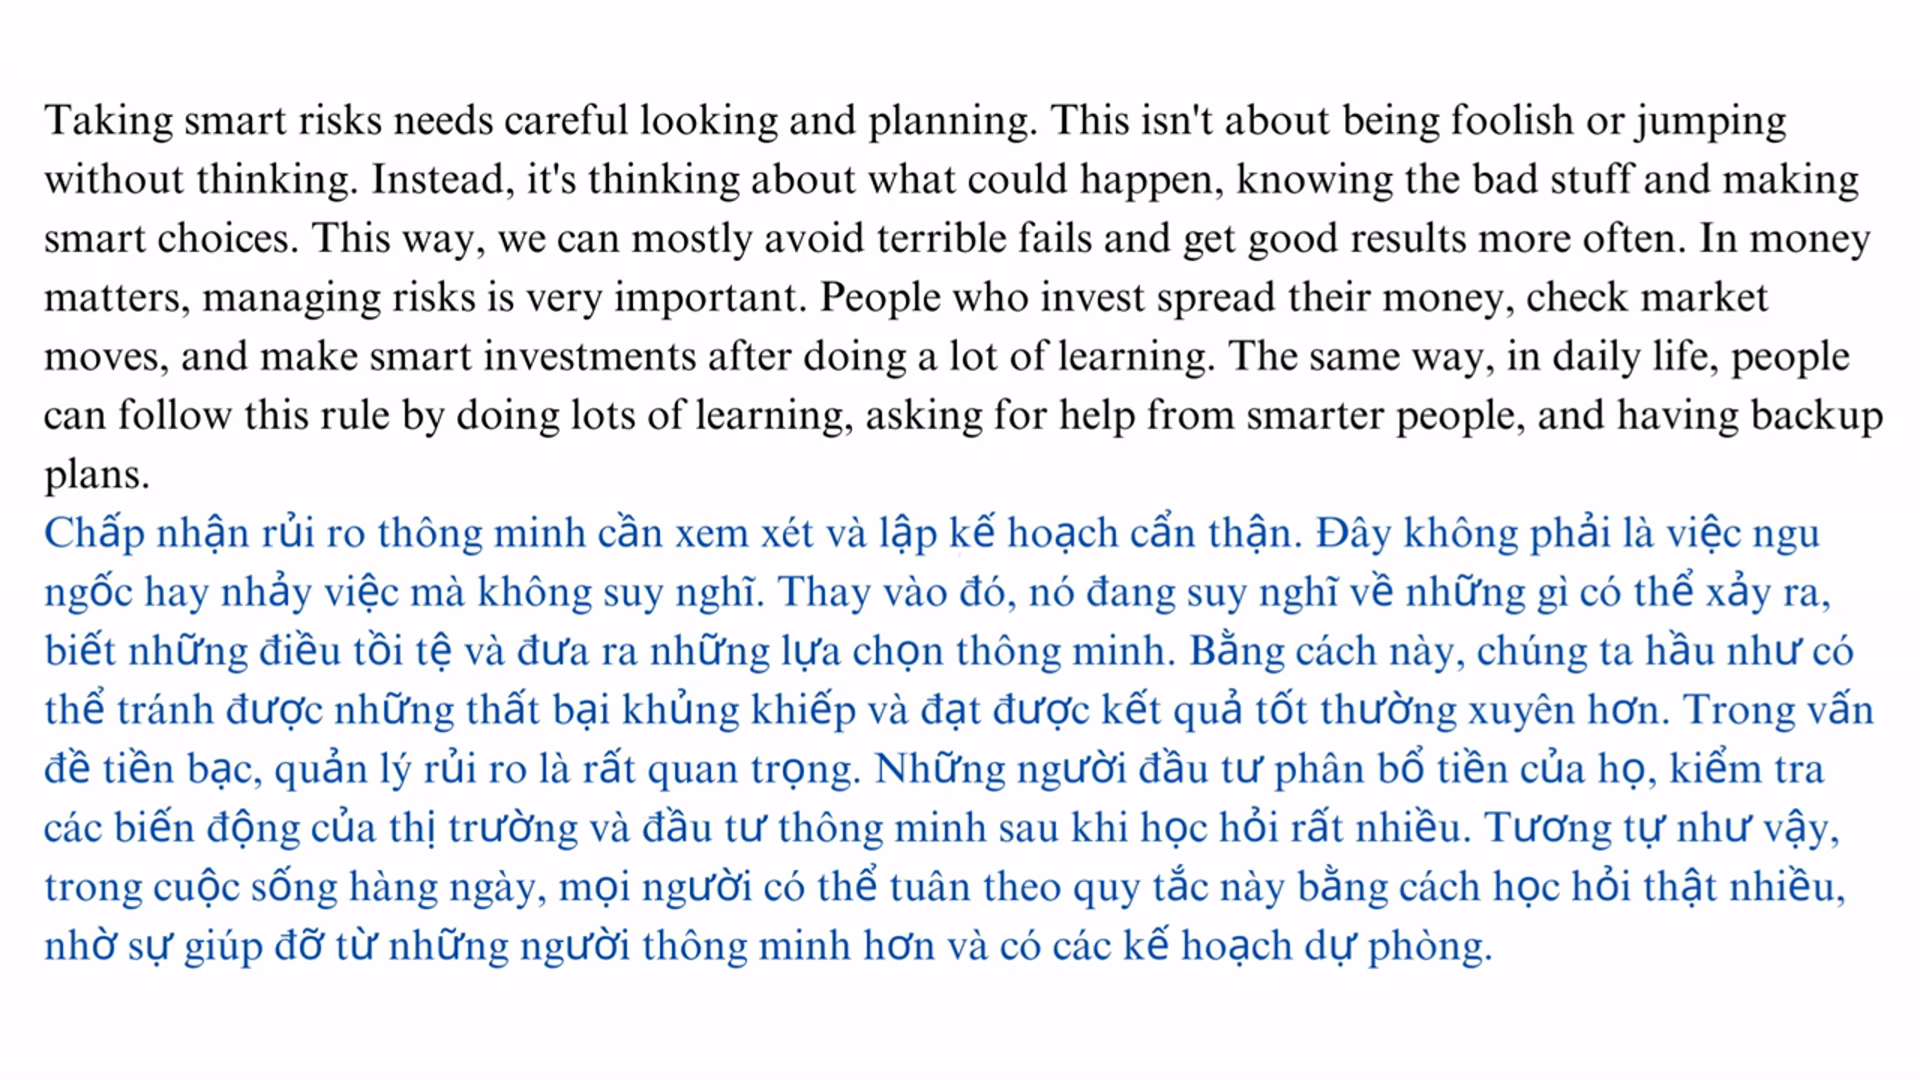 Taking smart risks needs careful looking and planning. This isn't about being foolish or jumping
without thinking. Instead, it's thinking about what could happen, knowing the bad stuff and making
smart choices. This way, we can mostly avoid terrible fails and get good results more often. In money
matters, managing risks is very important. People who invest spread their money, check market
moves, and make smart investments after doing a lot of learning. The same way, in daily life, people
can follow this rule by doing lots of learning, asking for help from smarter people, and having backup
plans.
Chấp nhận rủi ro thông minh cần xem xét và lập kế hoạch cẩn thận. Đây không phải là việc ngu
ngốc hay nhảy việc mà không suy nghĩ. Thay vào đó, nó đang suy nghĩ về những gì có thể xảy ra,
biết những điều tồi tệ và đưa ra những lựa chọn thông minh. Bằng cách này, chúng ta hầu như có
thể tránh được những thất bại khủng khiếp và đạt được kết quả tốt thường xuyên hơn. Trong vấn
đề tiền bạc, quản lý rủi ro là rất quan trọng. Những người đầu tư phân bổ tiền của họ, kiểm tra
các biến động của thị trường và đầu tư thông minh sau khi học hỏi rất nhiều. Tương tự như vậy,
trong cuộc sống hàng ngày, mọi người có thể tuân theo quy tắc này bằng cách học hỏi thật nhiều,
nhờ sự giúp đỡ từ những người thông minh hơn và có các kế hoạch dự phòng.